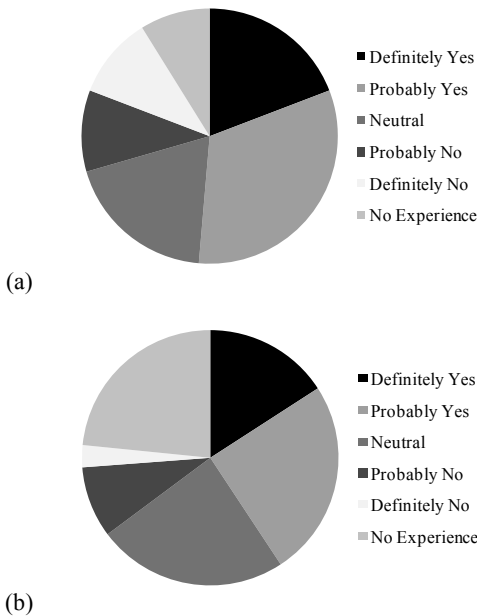 Definitely Yes
Probably Yes
Neutral
Probably No
Definitely No
No Experience
(a)
Definitely Yes
Probably Yes
Neutral
Probably No
Definitely No
No Experience
(b)